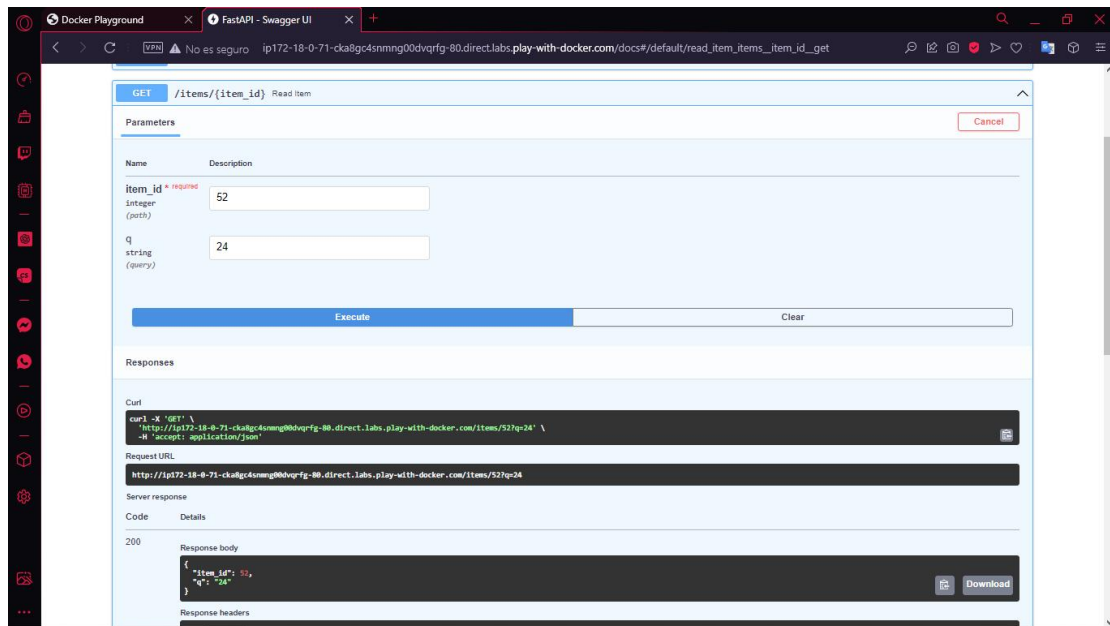 Docker Playground
FastAPI - Swagger UI
VPN No es seguro ip172-18-0-71-cka8gc4snmng00dvqrfg-80.direct.labs.play-with-docker.com/docs#/default/read_item_items__item_id__get
GET /items/{item_id} Read Item
Parameters Cancel
Name Description
item_id * required
integer
(path)
52
q
string
(query)
24
Execute Clear
Responses
Curl
curl -X 'GET' \
'http://ip172-18-0-71-cka8gc4snmng00dvqrfg-80.direct.labs.play-with-docker.com/items/52?q=24' \
-H 'accept: application/json'
Request URL
http://ip172-18-0-71-cka8gc4snmng00dvqrfg-80.direct.labs.play-with-docker.com/items/52?q=24
Server response
Code Details
200
Response body
{
"item_id": 52,
"q": "24"
}
Download
Response headers